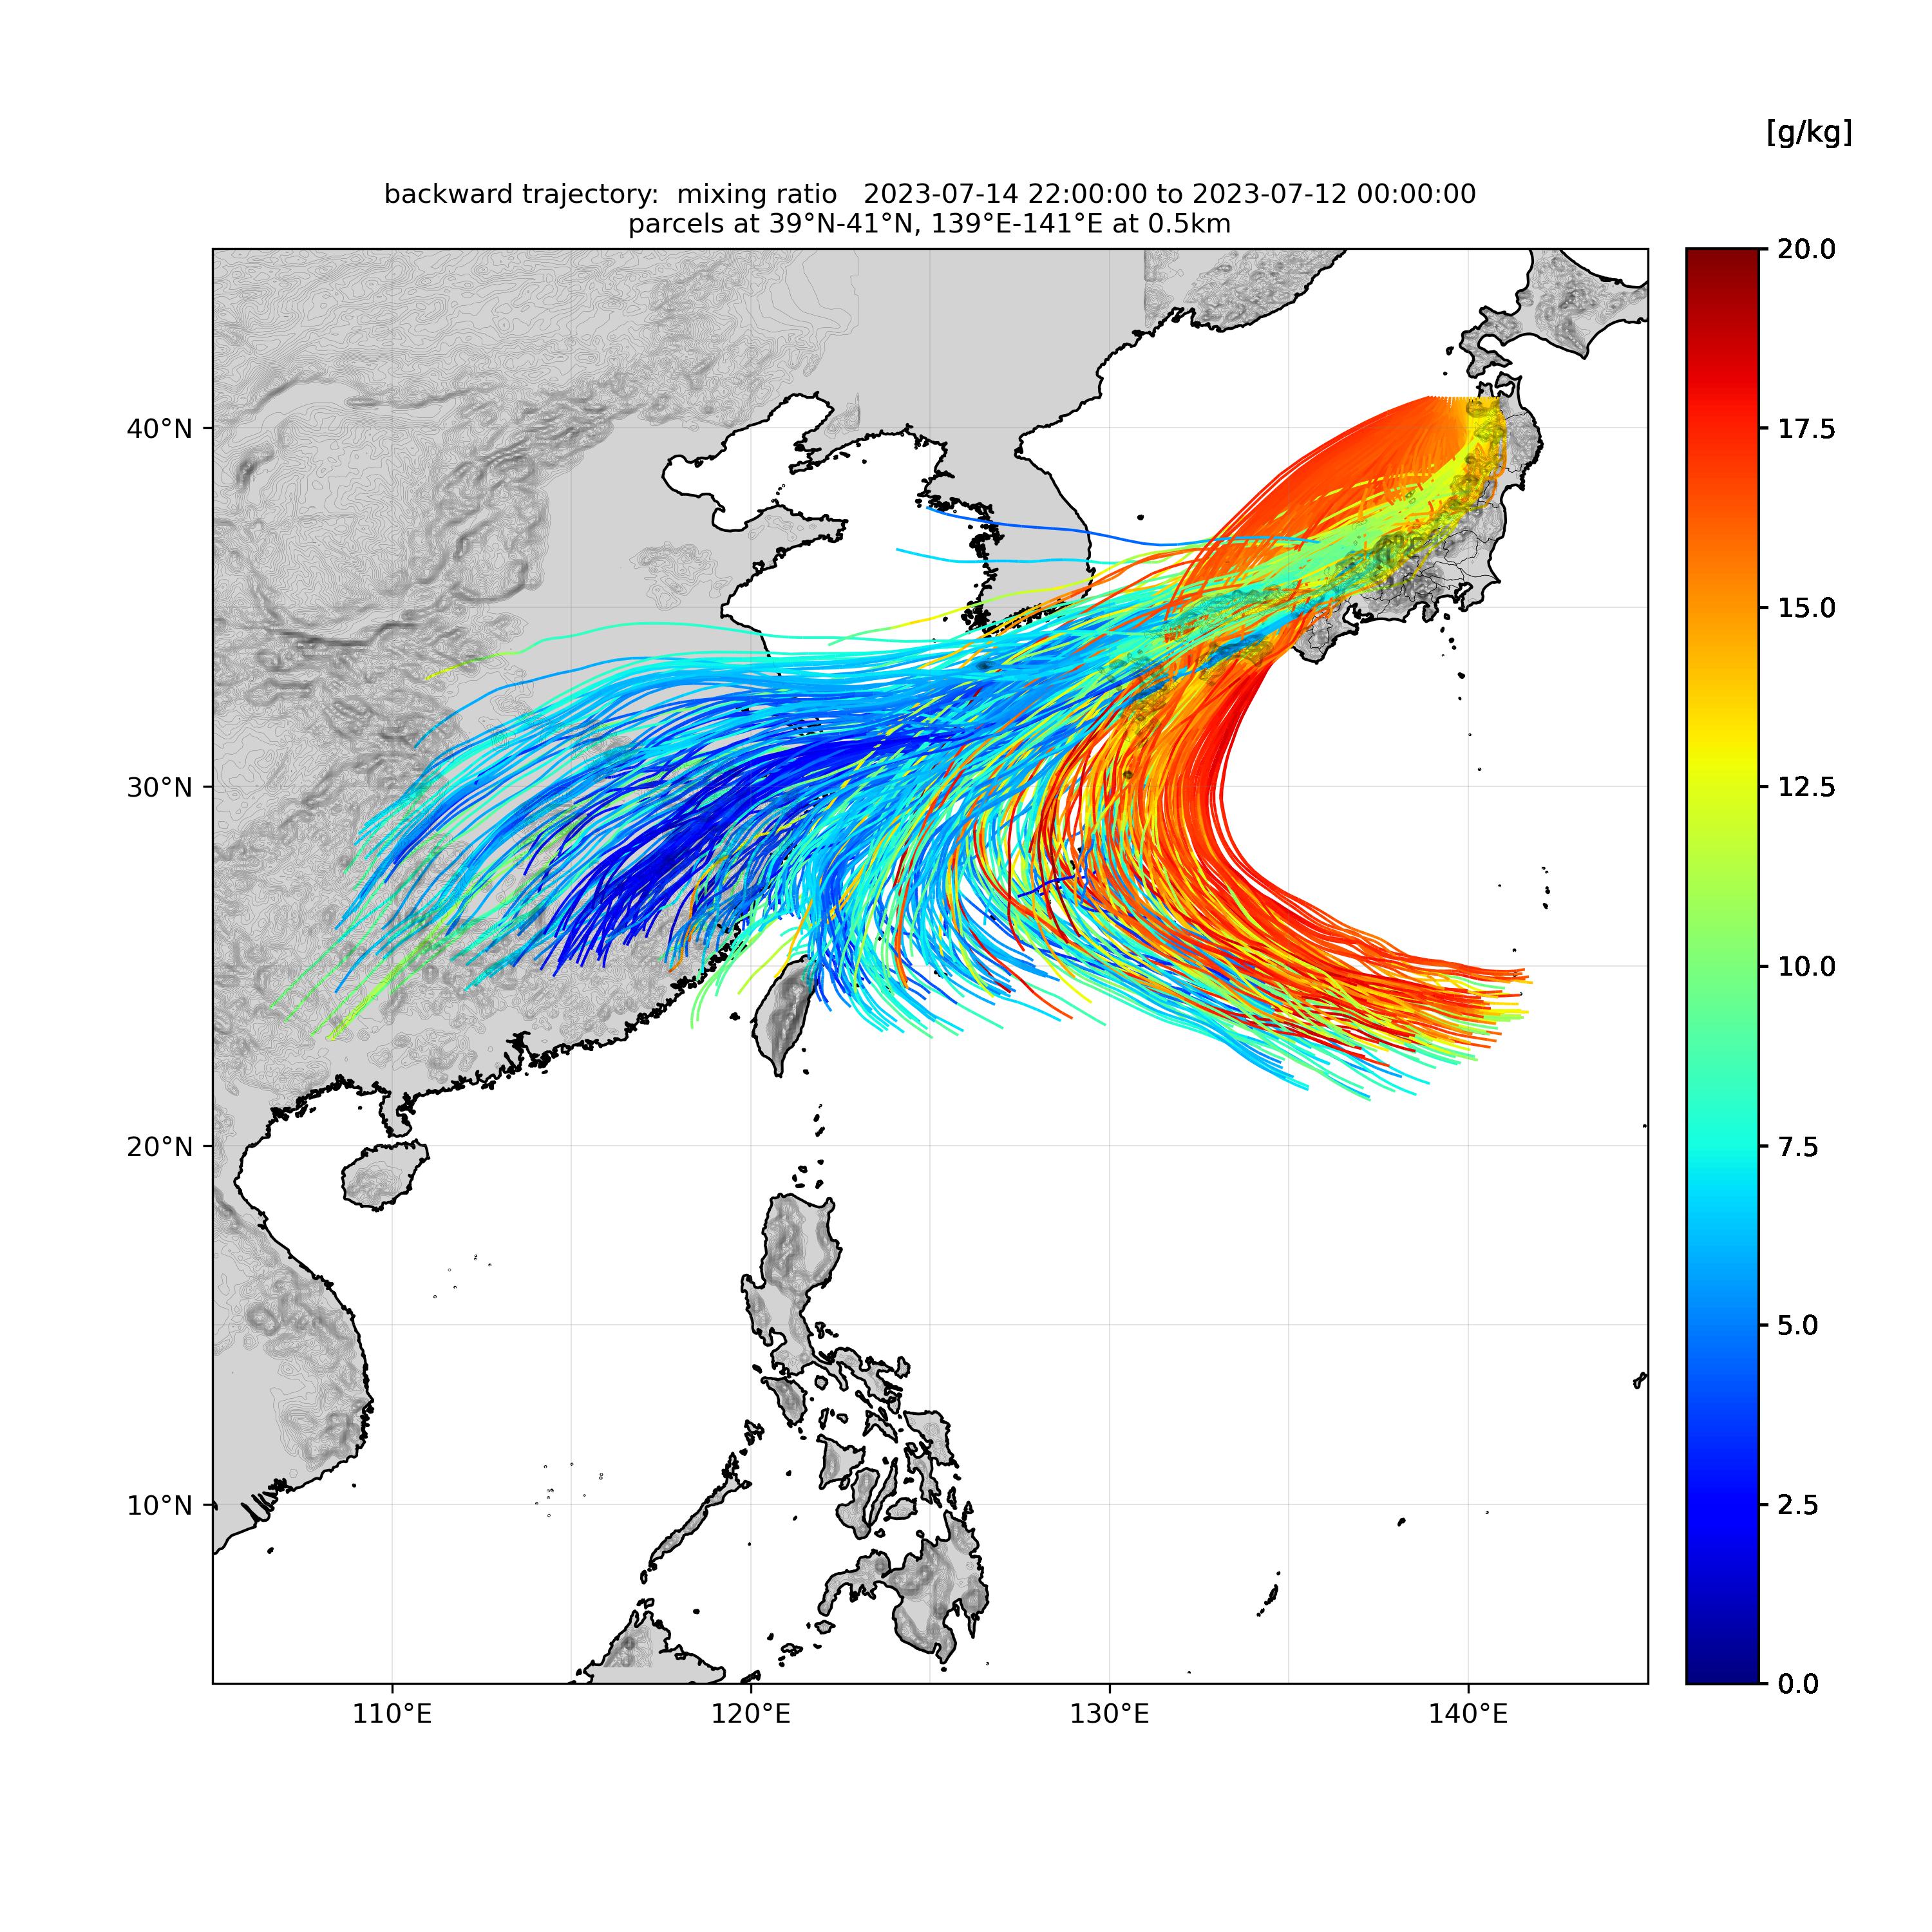 [g/kg]
backward trajectory:  mixing ratio   2023-07-14 22:00:00 to 2023-07-12 00:00:00
parcels at 39°N-41°N, 139°E-141°E at 0.5km
40°N
30°N
20°N
10°N
110°E
120°E
130°E
140°E
20.0
17.5
15.0
12.5
10.0
7.5
5.0
2.5
0.0